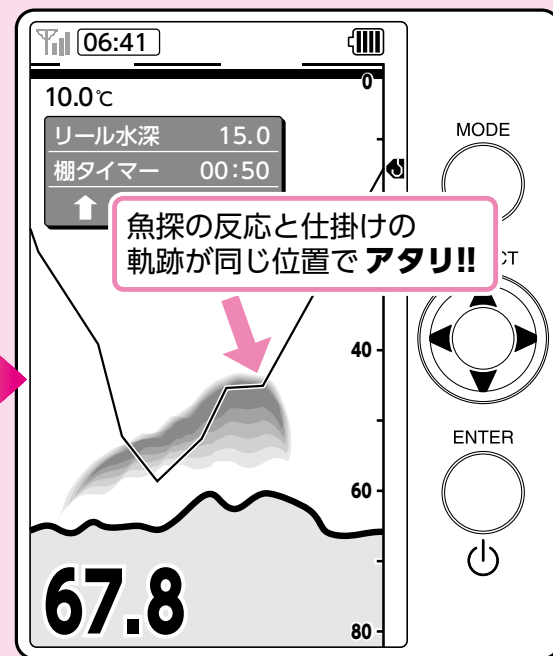 06:41
10.0℃
リール水深 15.0
棚タイマー 00:50
魚探の反応と仕掛けの
軌跡が同じ位置でアタリ!!
0
40
60
80
67.8
MODE
CT
ENTER